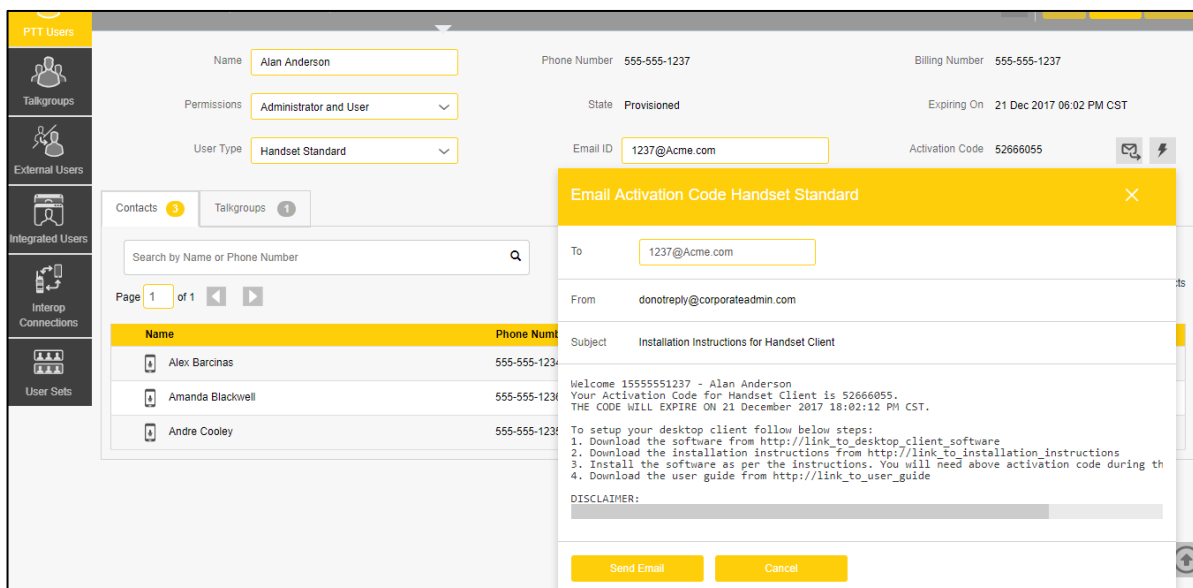 PTT Users
Talkgroups
External Users
Integrated Users
Interop
Connections
User Sets
Name Alan Anderson Phone Number 555-555-1237 Billing Number 555-555-1237
Permissions Administrator and User State Provisioned Expiring On 21 Dec 2017 06:02 PM CST
User Type Handset Standard Email ID 1237@Acme.com Activation Code 52666055
Contacts 3 Talkgroups 1
Search by Name or Phone Number
Page 1 of 1
Name Phone Numb
Alex Barcinas 555-555-1234
Amanda Blackwell 555-555-1236
Andre Cooley 555-555-1235
Email Activation Code Handset Standard
To 1237@Acme.com
From donotreply@corporateadmin.com
Subject Installation Instructions for Handset Client
Welcome 15555551237 - Alan Anderson
Your Activation Code for Handset Client is 52666055.
THE CODE WILL EXPIRE ON 21 December 2017 18:02:12 PM CST.
To setup your desktop client follow below steps:
1. Download the software from http://link_to_desktop_client_software
2. Download the installation instructions from http://link_to_installation_instructions
3. Install the software as per the instructions. You will need above activation code during th
4. Download the user guide from http://link_to_user_guide
DISCLAIMER:
Send Email Cancel